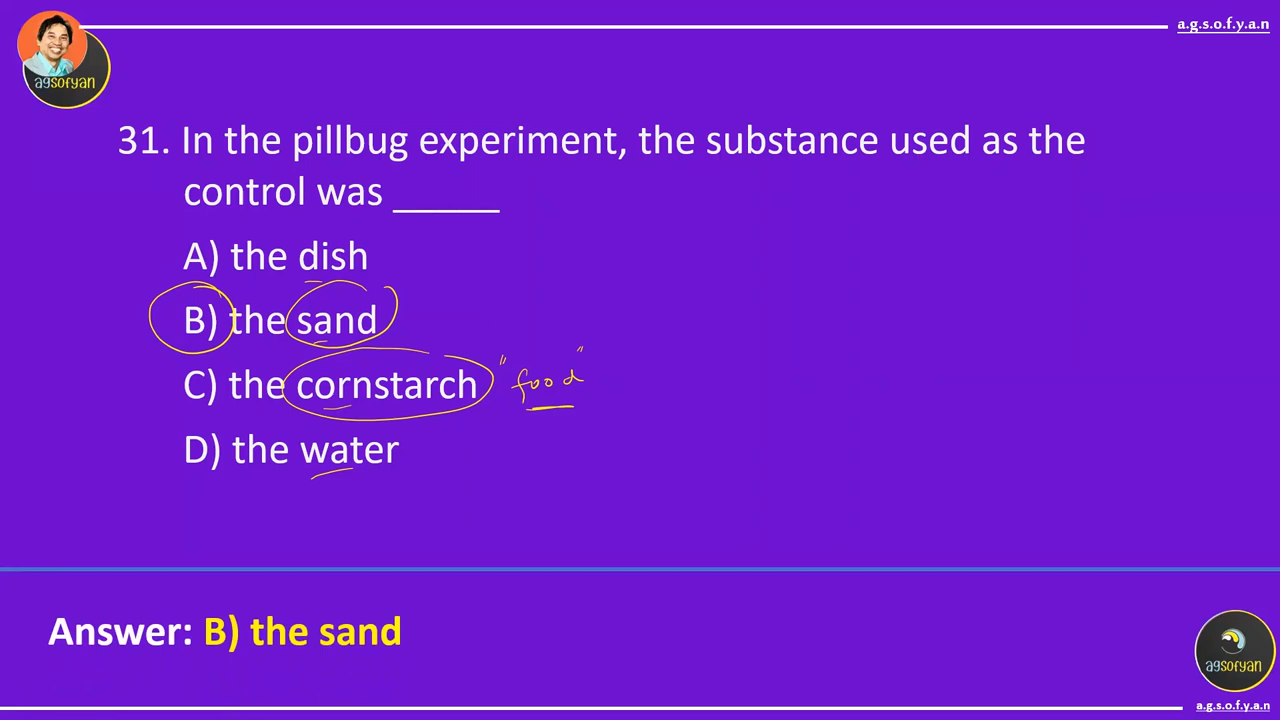 a.g.s.o.f.y.a.n
agsofyan
31. In the pillbug experiment, the substance used as the
control was _____
A) the dish
B) the sand
C) the cornstarch "food"
D) the water
Answer: B) the sand
agsofyan
a.g.s.o.f.y.a.n